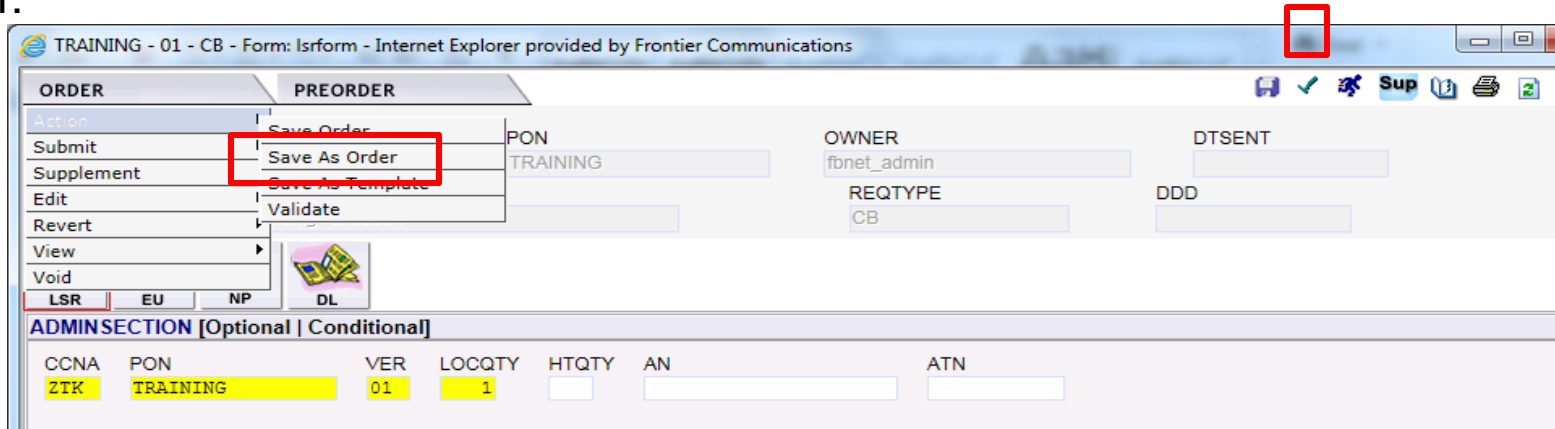 1.
TRAINING - 01 - CB - Form: lsrform - Internet Explorer provided by Frontier Communications
ORDER PREORDER Sup
Action
Submit
Supplement
Edit
Revert
View
Void
Save Order
Save As Order
Save As Template
Validate
PON OWNER DTSENT
TRAINING fbnet_admin
REQTYPE DDD
CB
LSR EU NP DL
ADMINSECTION [Optional | Conditional]
CCNA PON VER LOCQTY HTQTY AN ATN
ZTK TRAINING 01 1